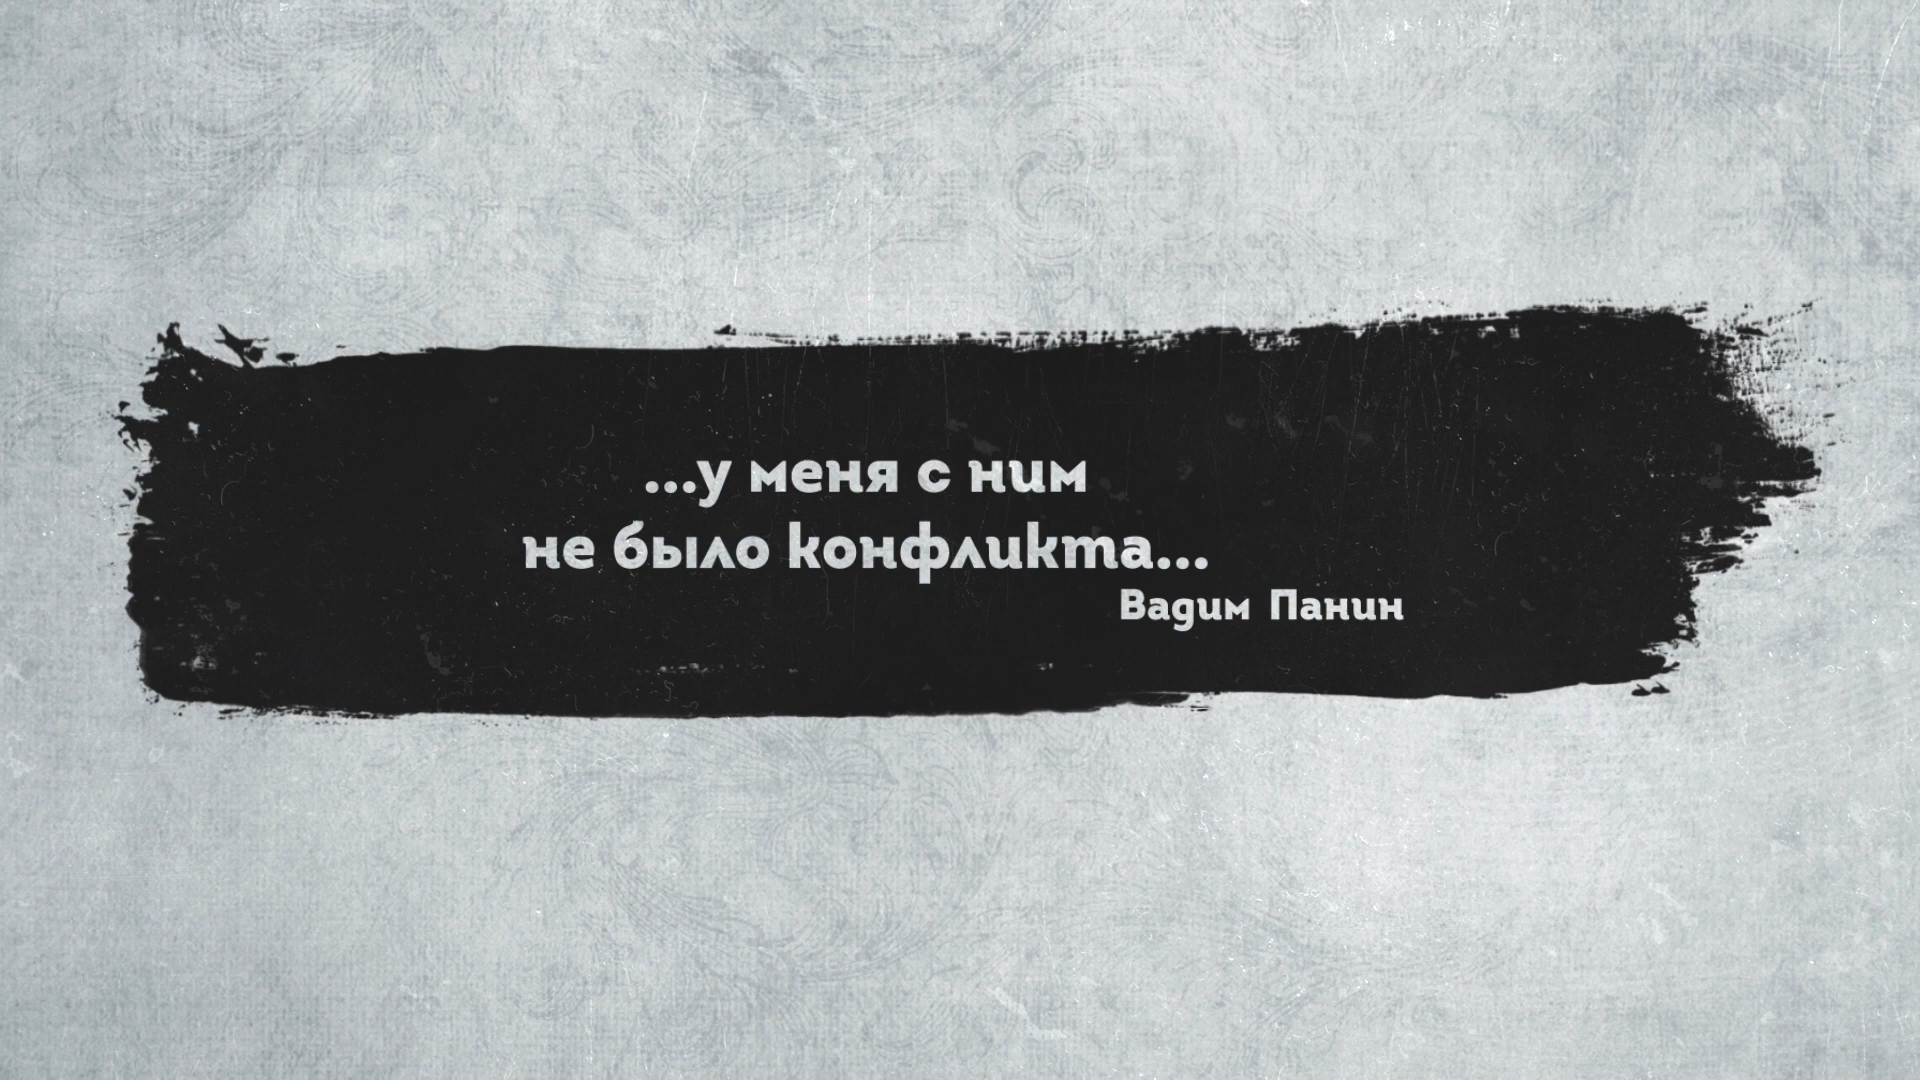 ...у меня с ним
не было конфликта...
Вадим Панин